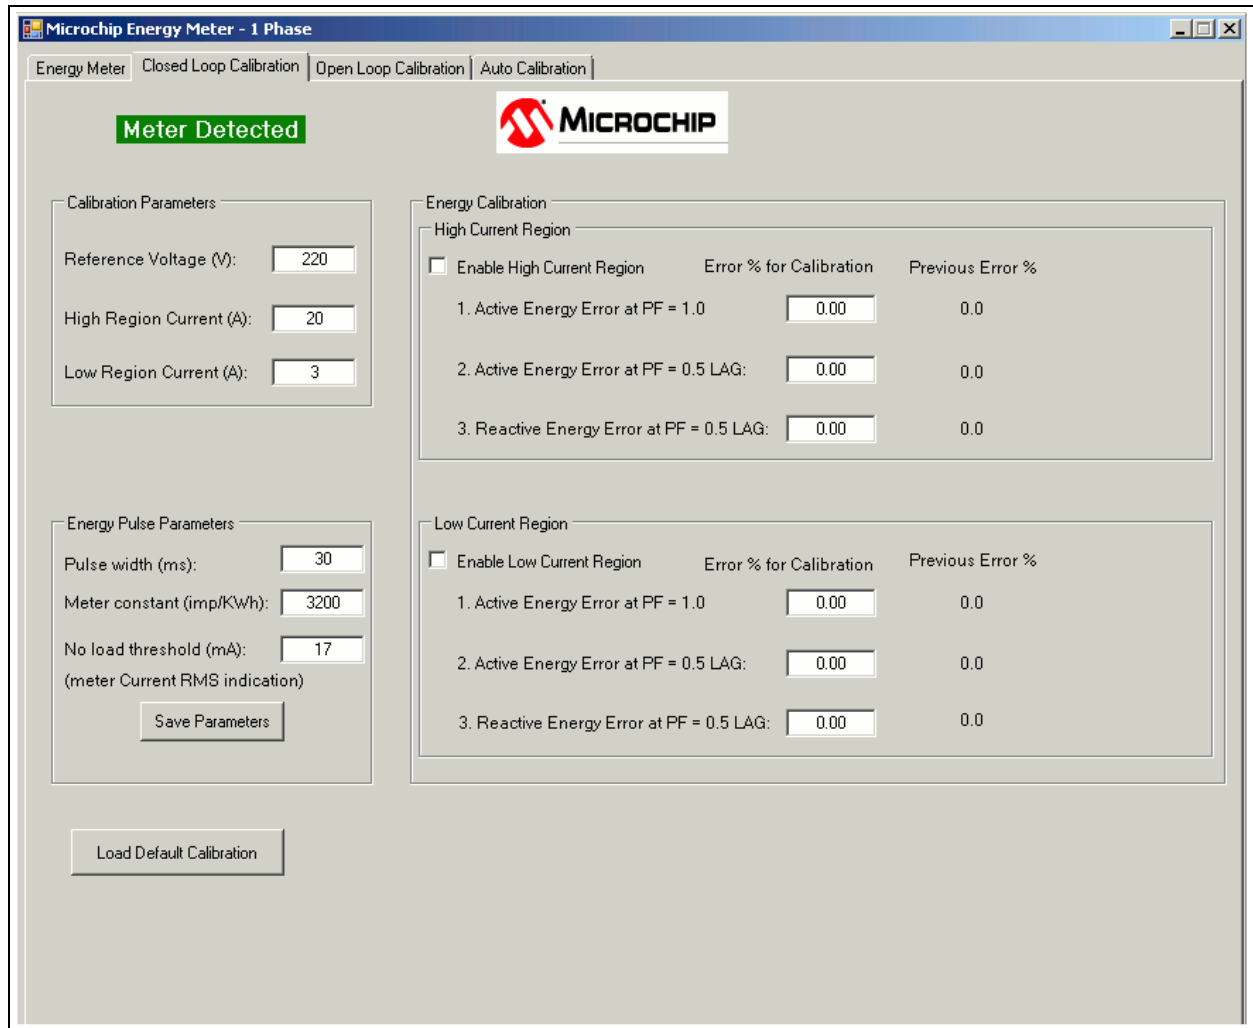 Microchip Energy Meter - 1 Phase
Energy Meter Closed Loop Calibration Open Loop Calibration Auto Calibration
Meter Detected
MICROCHIP
Calibration Parameters
Reference Voltage (V): 220
High Region Current (A): 20
Low Region Current (A): 3
Energy Pulse Parameters
Pulse width (ms): 30
Meter constant (imp/KWh): 3200
No load threshold (mA): 17
(meter Current RMS indication)
Save Parameters
Load Default Calibration
Energy Calibration
High Current Region
Enable High Current Region Error % for Calibration Previous Error %
1. Active Energy Error at PF = 1.0 0.00 0.0
2. Active Energy Error at PF = 0.5 LAG: 0.00 0.0
3. Reactive Energy Error at PF = 0.5 LAG: 0.00 0.0
Low Current Region
Enable Low Current Region Error % for Calibration Previous Error %
1. Active Energy Error at PF = 1.0 0.00 0.0
2. Active Energy Error at PF = 0.5 LAG: 0.00 0.0
3. Reactive Energy Error at PF = 0.5 LAG: 0.00 0.0